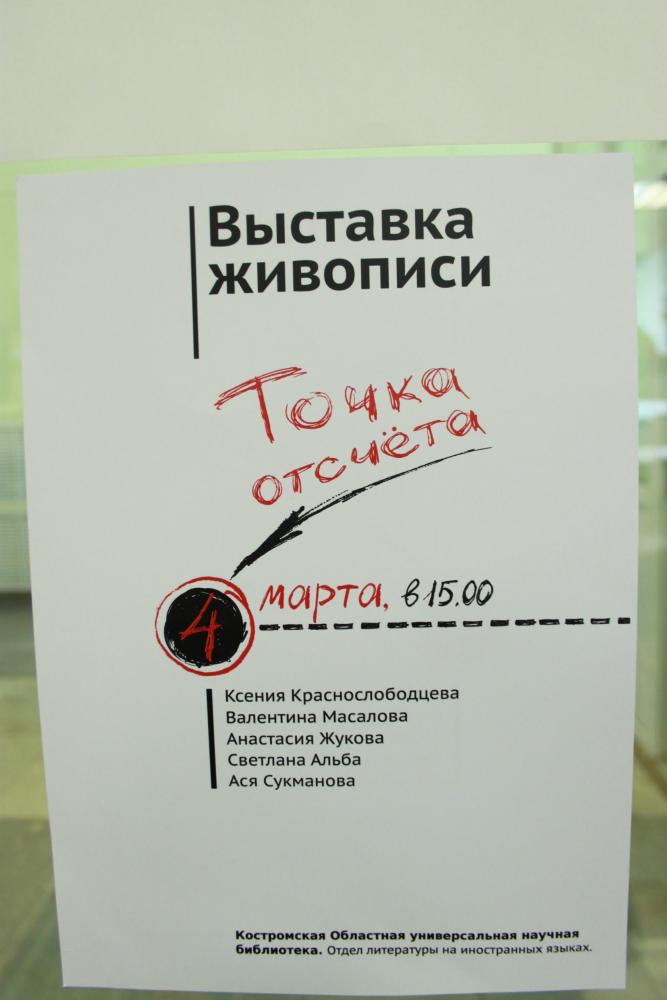 Выставка
живописи
Точка
отсчёта
4 марта, в 15.00
Ксения Краснослободцева
Валентина Масалова
Анастасия Жукова
Светлана Альба
Ася Сукманова
Костромская Областная универсальная научная
библиотека. Отдел литературы на иностранных языках.